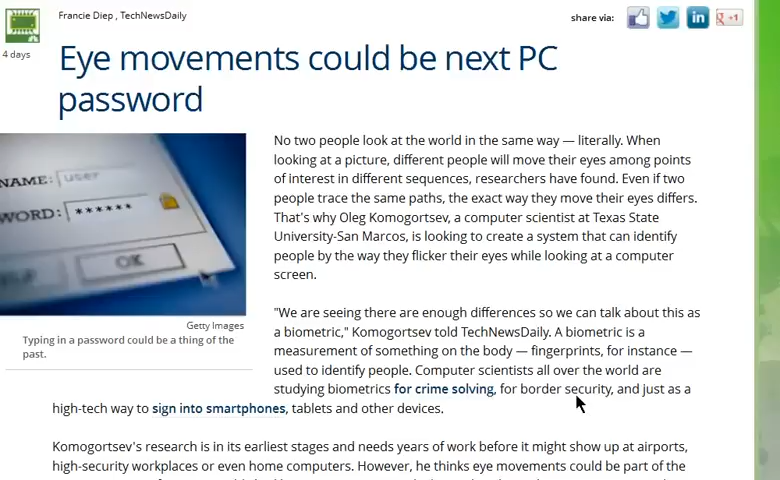 Francie Diep , TechNewsDaily
share via:
+1
4 days
Eye movements could be next PC
password
NAME: user
WORD: ******
OK
Getty Images
Typing in a password could be a thing of the
past.
No two people look at the world in the same way — literally. When
looking at a picture, different people will move their eyes among points
of interest in different sequences, researchers have found. Even if two
people trace the same paths, the exact way they move their eyes differs.
That's why Oleg Komogortsev, a computer scientist at Texas State
University-San Marcos, is looking to create a system that can identify
people by the way they flicker their eyes while looking at a computer
screen.
"We are seeing there are enough differences so we can talk about this as
a biometric," Komogortsev told TechNewsDaily. A biometric is a
measurement of something on the body — fingerprints, for instance —
used to identify people. Computer scientists all over the world are
studying biometrics for crime solving, for border security, and just as a
high-tech way to sign into smartphones, tablets and other devices.
Komogortsev's research is in its earliest stages and needs years of work before it might show up at airports,
high-security workplaces or even home computers. However, he thinks eye movements could be part of the